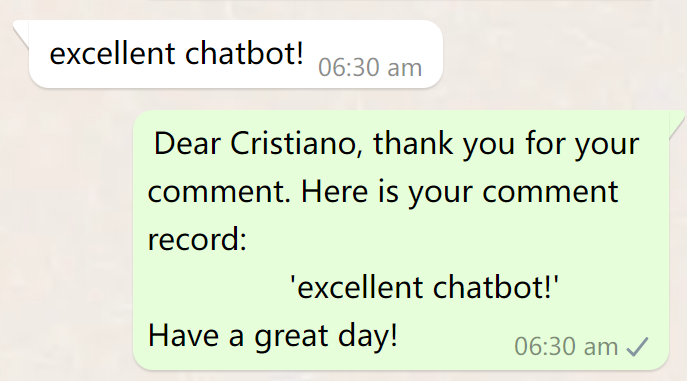 excellent chatbot! 06:30 am
Dear Cristiano, thank you for your
comment. Here is your comment
record:
'excellent chatbot!'
Have a great day! 06:30 am